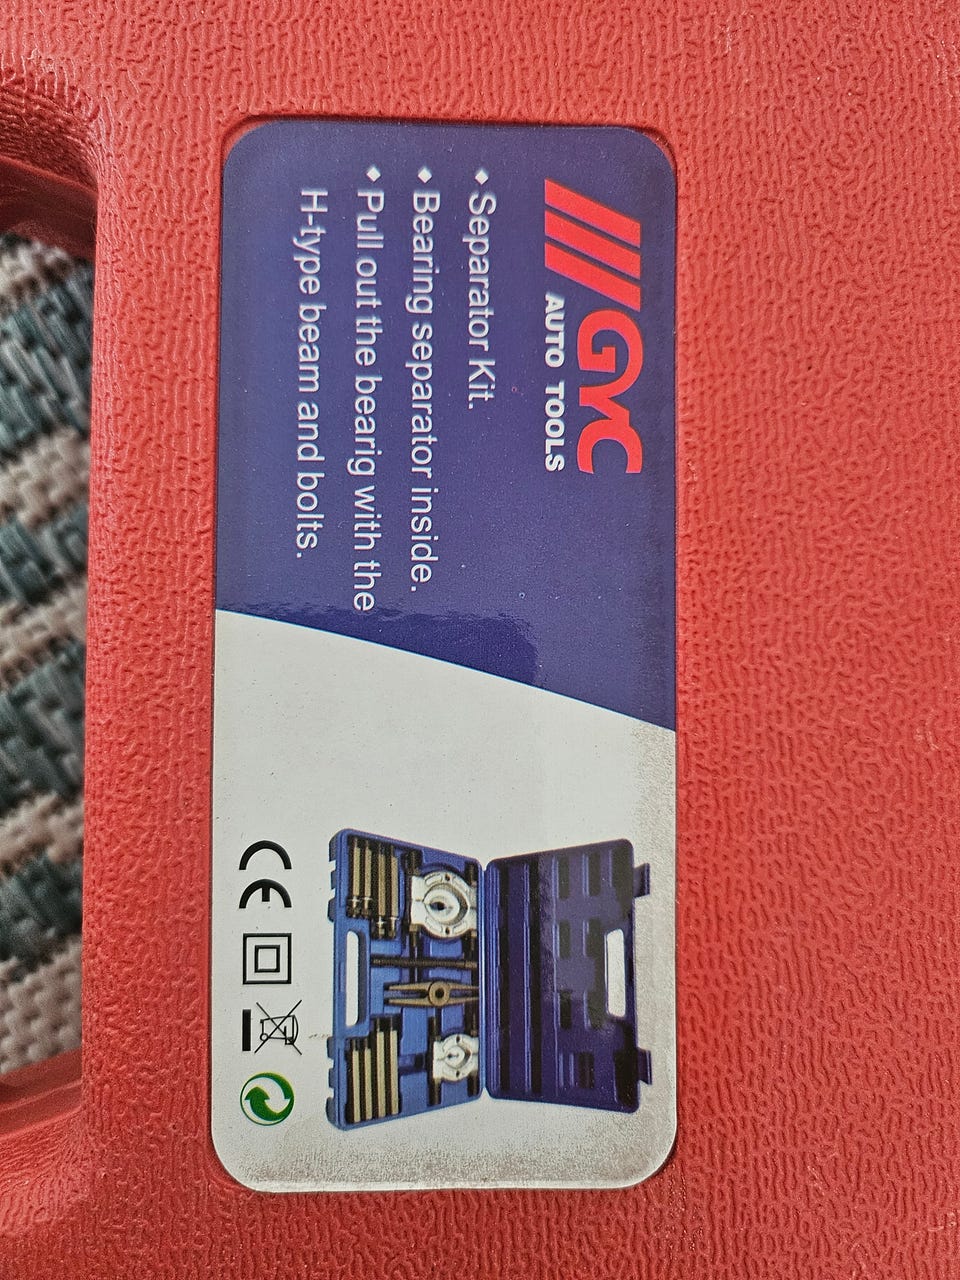 GYC
AUTO TOOLS
• Separator Kit.
• Bearing separator inside.
• Pull out the bearig with the
H-type beam and bolts.
CE